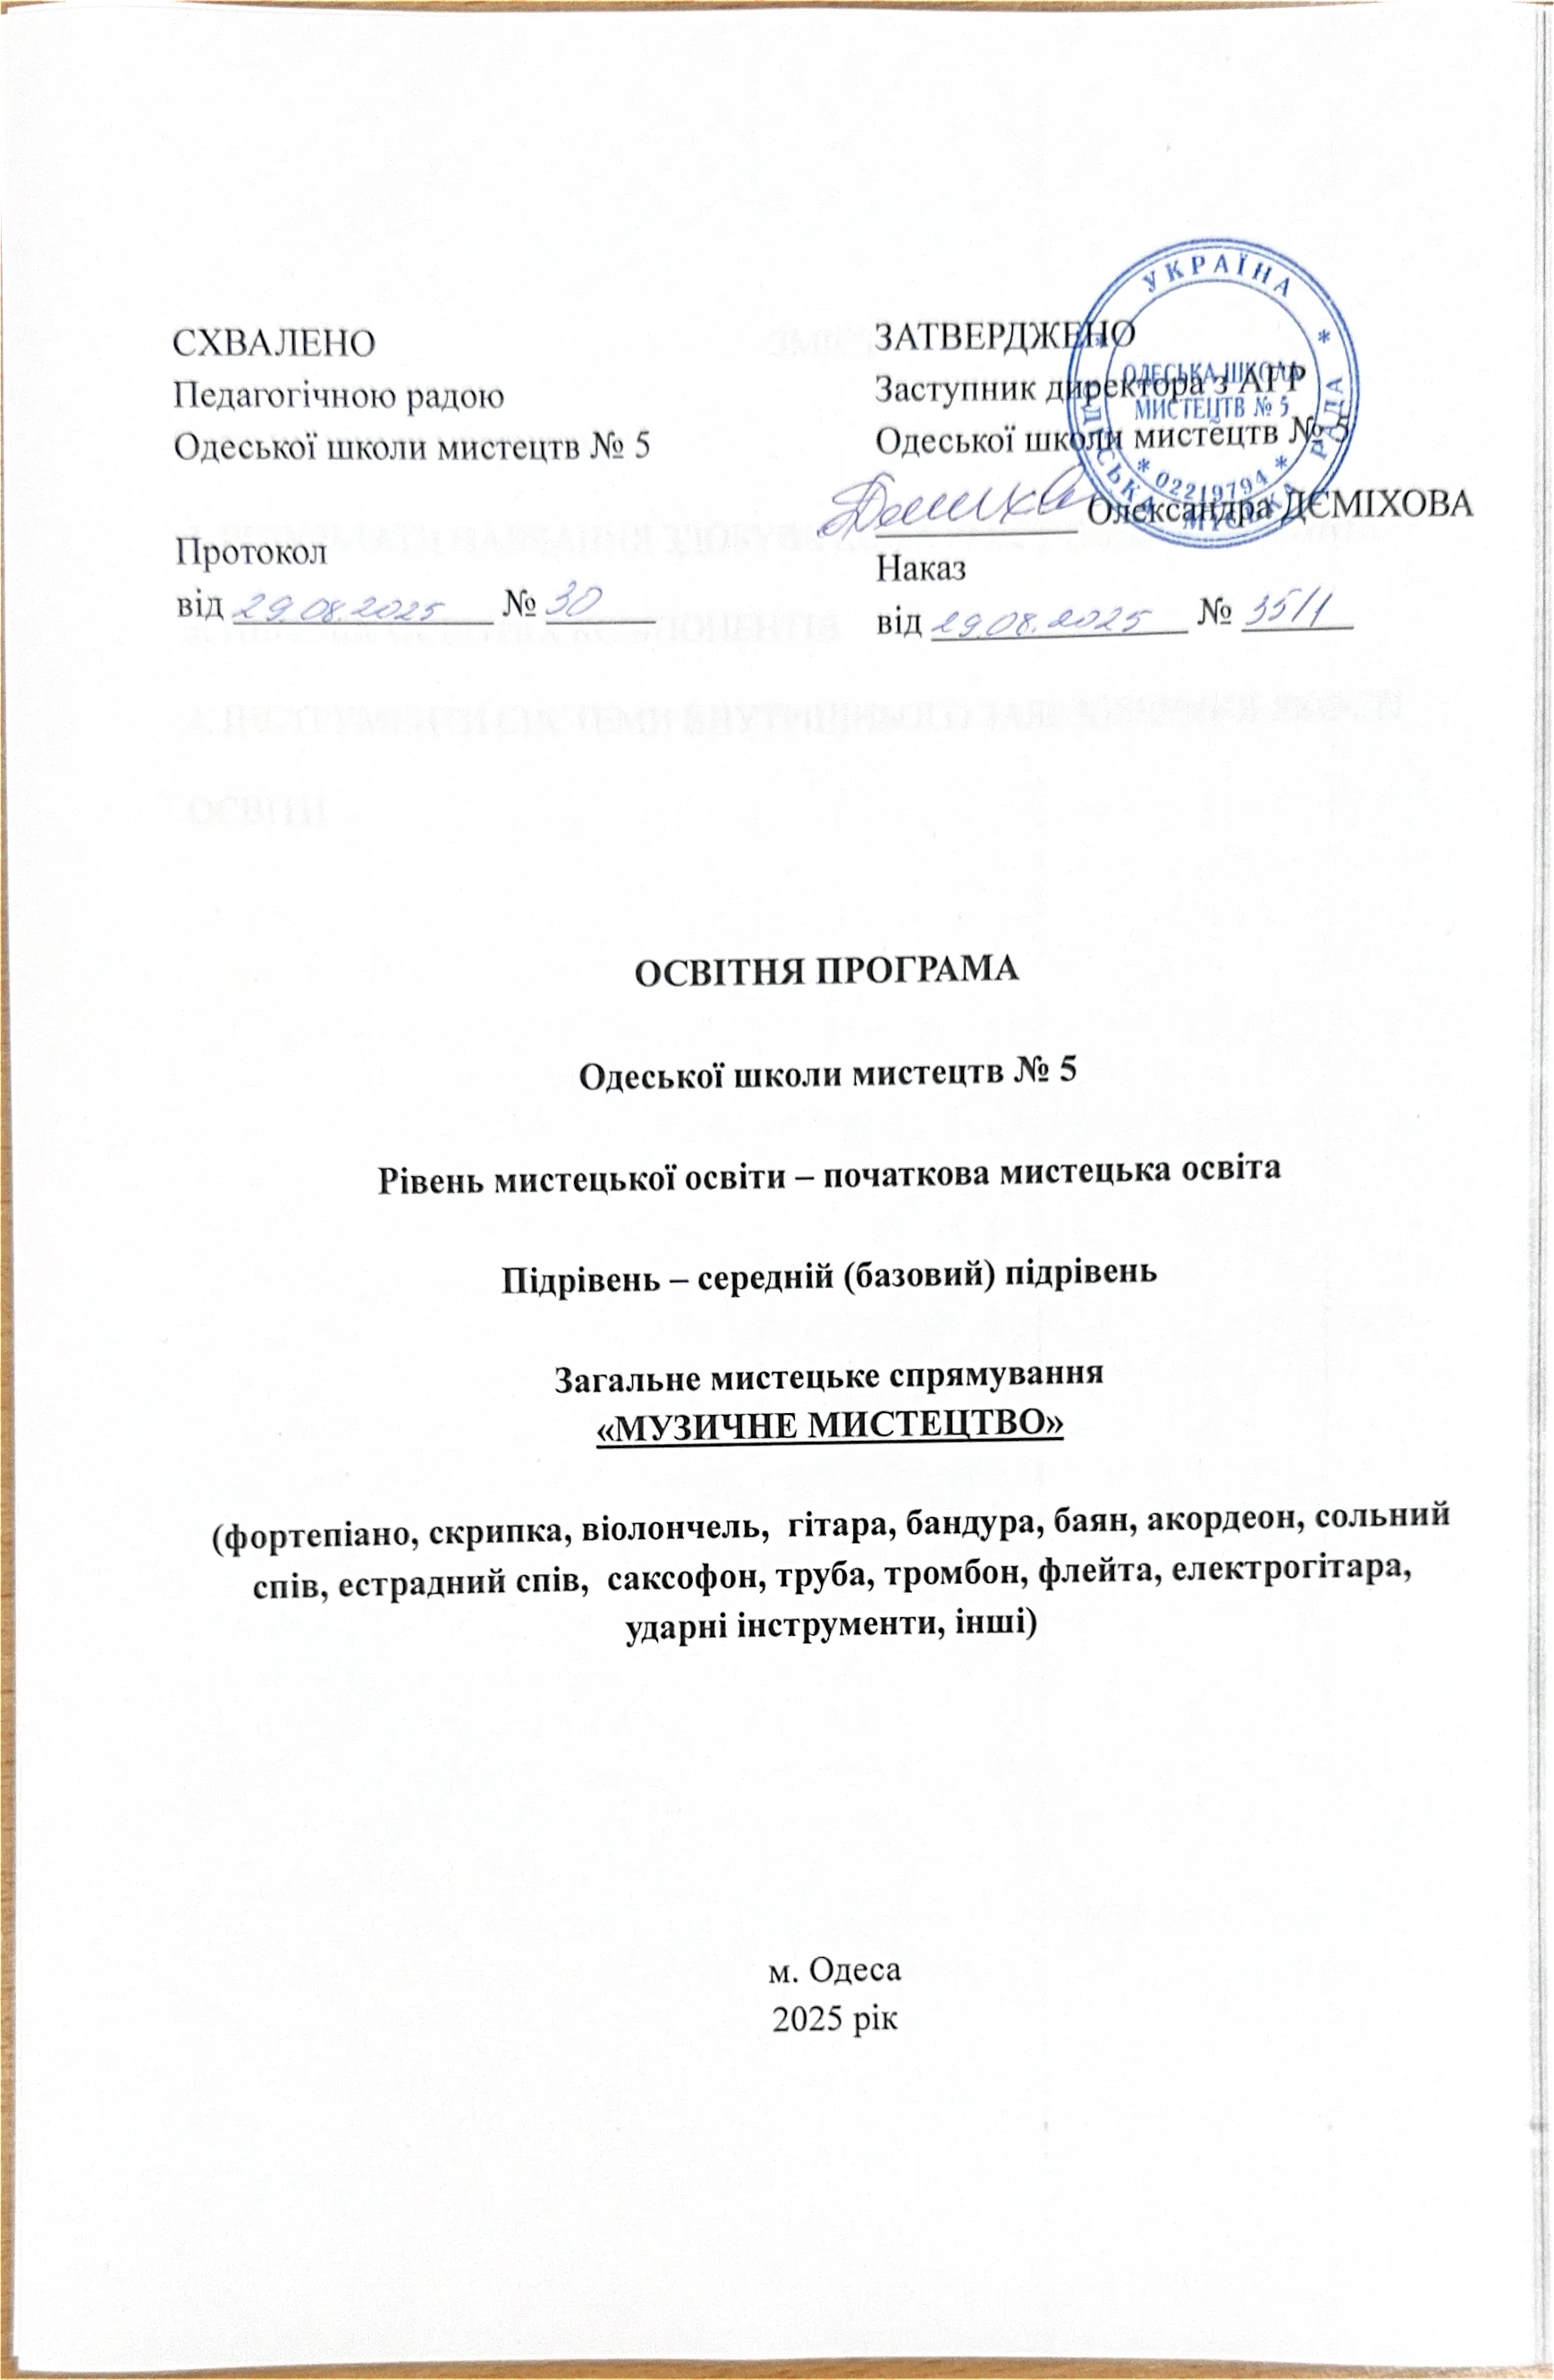 СХВАЛЕНО
Педагогічною радою
Одеської школи мистецтв № 5
Протокол
від 29.08.2025 № 30
ЗАТВЕРДЖЕНО
Заступник директора з АГР
Одеської школи мистецтв № 5
Олександра ДЄМІХОВА
Наказ
від 29.08.2025 № 35/1
УКРАЇНА
ОДЕСЬКА МІСЬКА РАДА
ОДЕСЬКА ШКОЛА
МИСТЕЦТВ № 5
* 02219794 *
ОСВІТНЯ ПРОГРАМА
Одеської школи мистецтв № 5
Рівень мистецької освіти – початкова мистецька освіта
Підрівень – середній (базовий) підрівень
Загальне мистецьке спрямування
«МУЗИЧНЕ МИСТЕЦТВО»
(фортепіано, скрипка, віолончель, гітара, бандура, баян, акордеон, сольний
спів, естрадний спів, саксофон, труба, тромбон, флейта, електрогітара,
ударні інструменти, інші)
м. Одеса
2025 рік